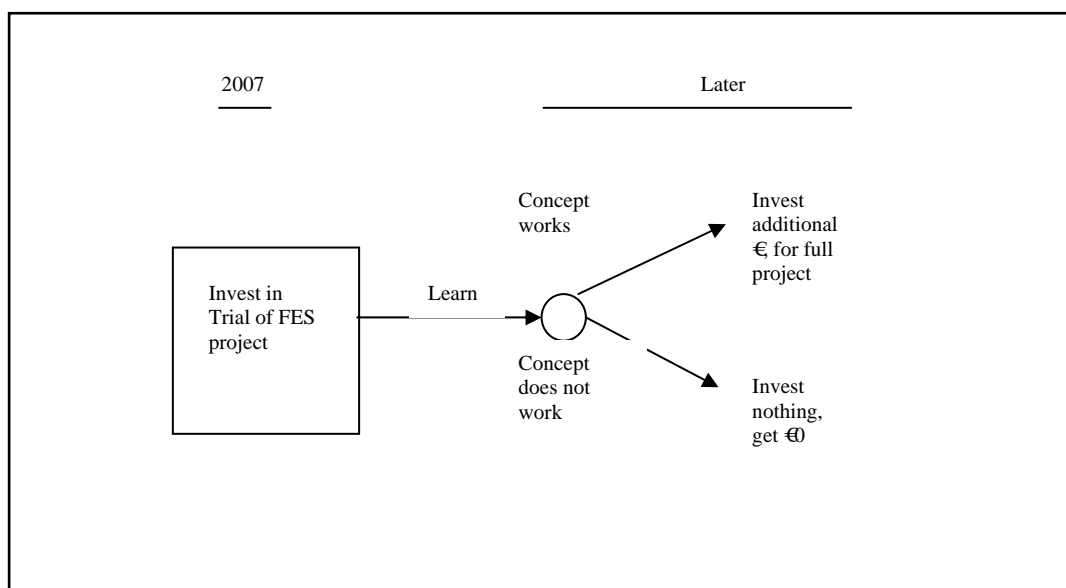 2007
Later
Concept
works
Invest
additional
€, for full
project
Invest in
Trial of FES
project
Learn
Concept
does not
work
Invest
nothing,
get €0